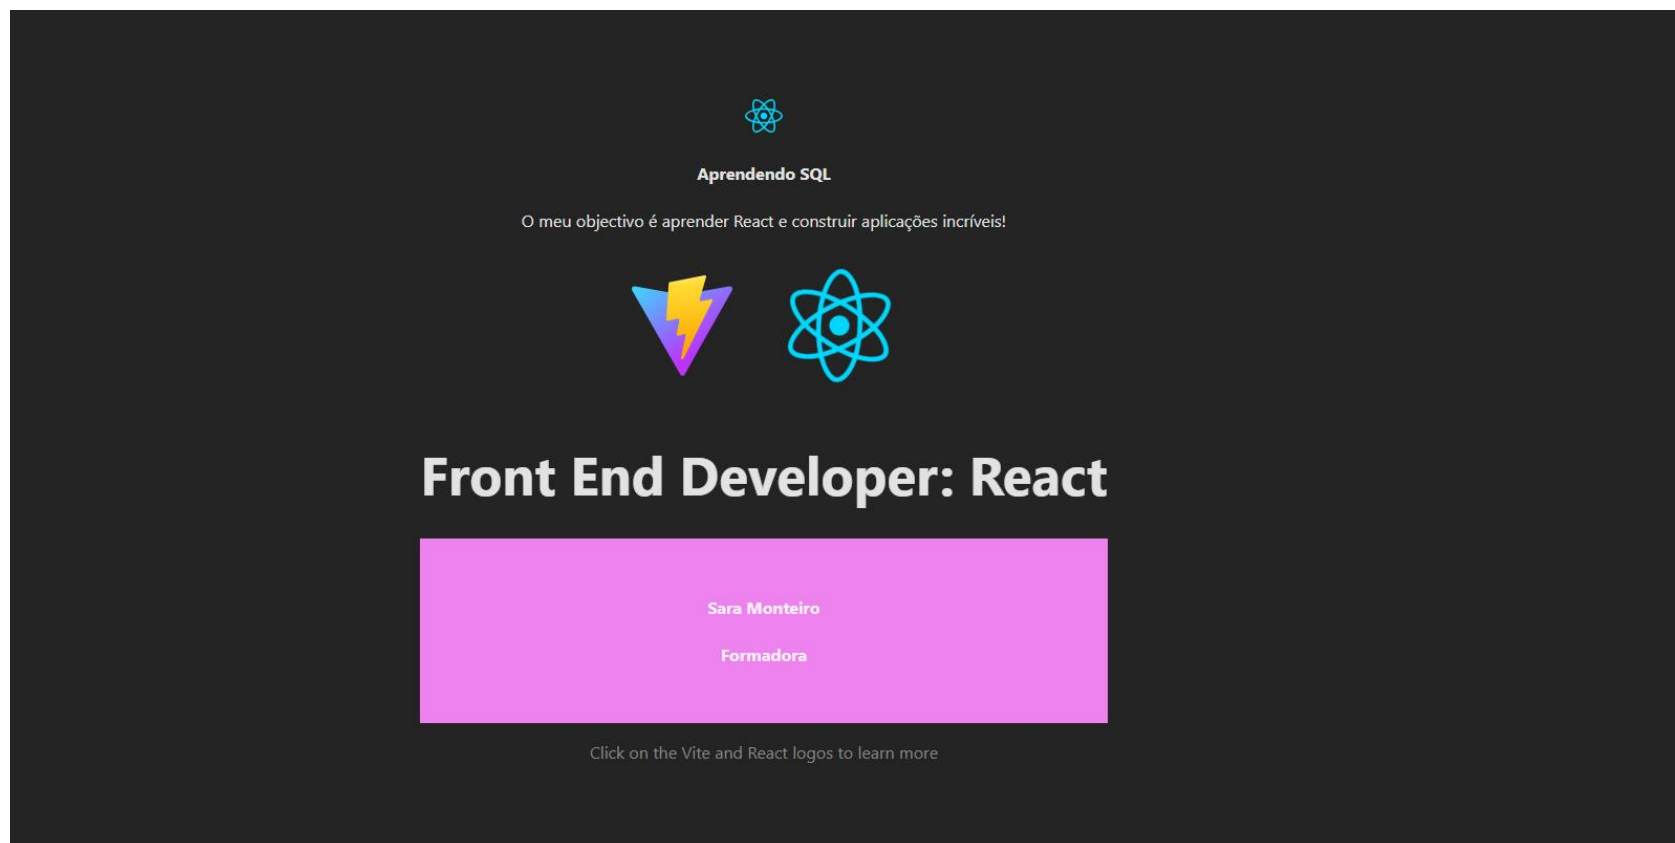 Aprendendo SQL
O meu objectivo é aprender React e construir aplicações incríveis!
Front End Developer: React
Sara Monteiro
Formadora
Click on the Vite and React logos to learn more